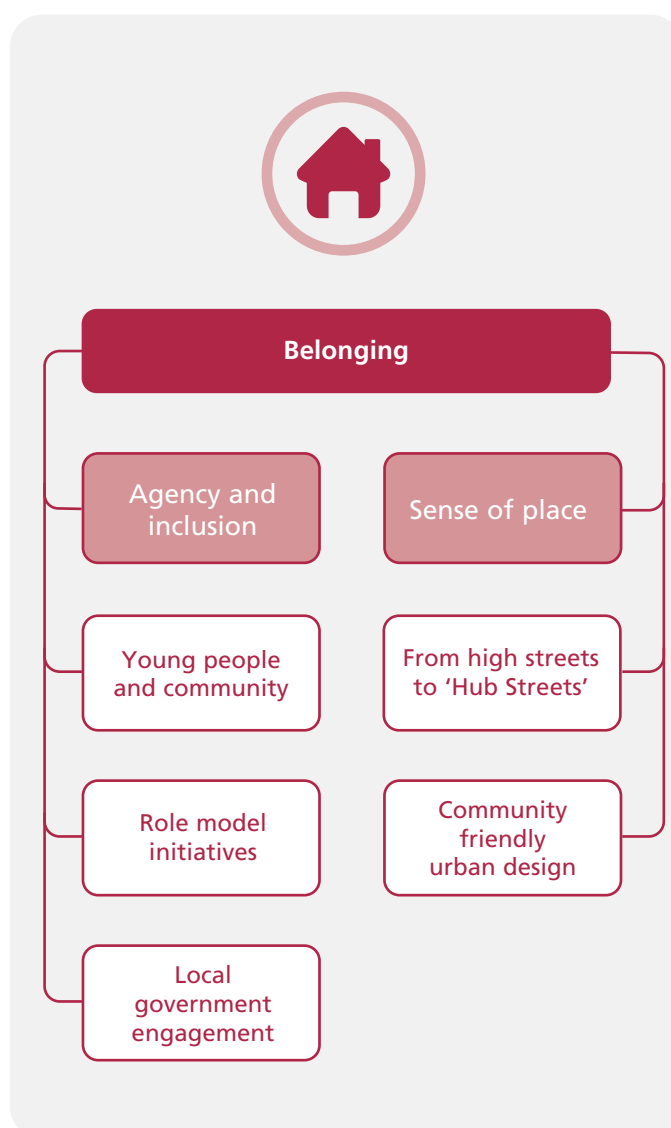 Belonging
Agency and
inclusion
Young people
and community
Role model
initiatives
Local
government
engagement
Sense of place
From high streets
to ‘Hub Streets’
Community
friendly
urban design